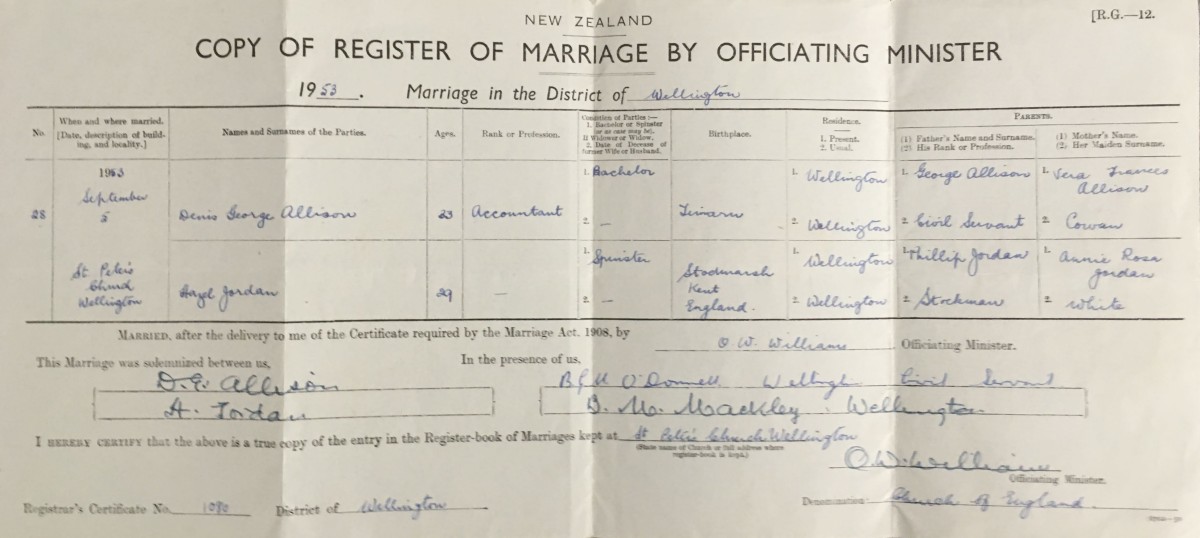 NEW ZEALAND
[R.G.—12.
COPY OF REGISTER OF MARRIAGE BY OFFICIATING MINISTER
1953. Marriage in the District of Wellington
No.
When and where married.
[Date, description of build-
ing, and locality.]
Names and Surnames of the Parties.
Ages.
Rank or Profession.
Condition of Parties :—
1. Bachelor or Spinster
(or as case may be).
If Widower or Widow,
2. Date of Decease of
former Wife or Husband.
Birthplace.
Residence.
1. Present.
2. Usual.
PARENTS.
(1) Father's Name and Surname.
(2) His Rank or Profession.
(1) Mother's Name.
(2) Her Maiden Surname.
28
1953
September
5
St Peter's
Church
Wellington
Denis George Allison
23
Accountant
1. Bachelor
2. —
Timaru
1. Wellington
2. Wellington
1. George Allison
2. Civil Servant
1. Vera Frances
Allison
2. Cowan
Hazel Jordan
29
—
1. Spinster
2. —
Stodmarsh
Kent
England.
1. Wellington
2. Wellington
1. Phillip Jordan
2. Stockman
1. Annie Rosa
Jordan
2. White
MARRIED, after the delivery to me of the Certificate required by the Marriage Act, 1908, by O. W. Williams, Officiating Minister.
This Marriage was solemnized between us, In the presence of us,
D. G. Allison
A. Jordan
O'Donnell Civil Servant
D. M. Mackley. Wellington
I HEREBY CERTIFY that the above is a true copy of the entry in the Register-book of Marriages kept at St Peter's Church Wellington
(State name of Church or full address where
register-book is kept.)
O. W. Williams
Officiating Minister.
Registrar's Certificate No. 1080 District of Wellington
Denomination: Church of England.